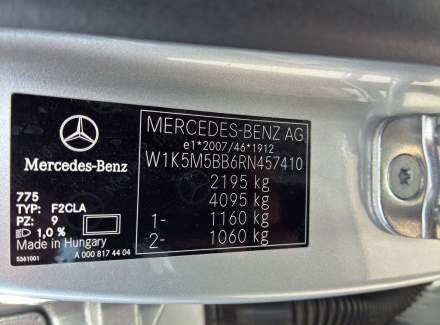 Mercedes-Benz
775
TYP: F2CLA
PZ: 9
1,0 %
Made in Hungary
5361001
A 000 817 44 04
MERCEDES-BENZ AG
e1*2007/46*1912
W1K5M5BB6RN457410
2195 kg
4095 kg
1- 1160 kg
2- 1060 kg